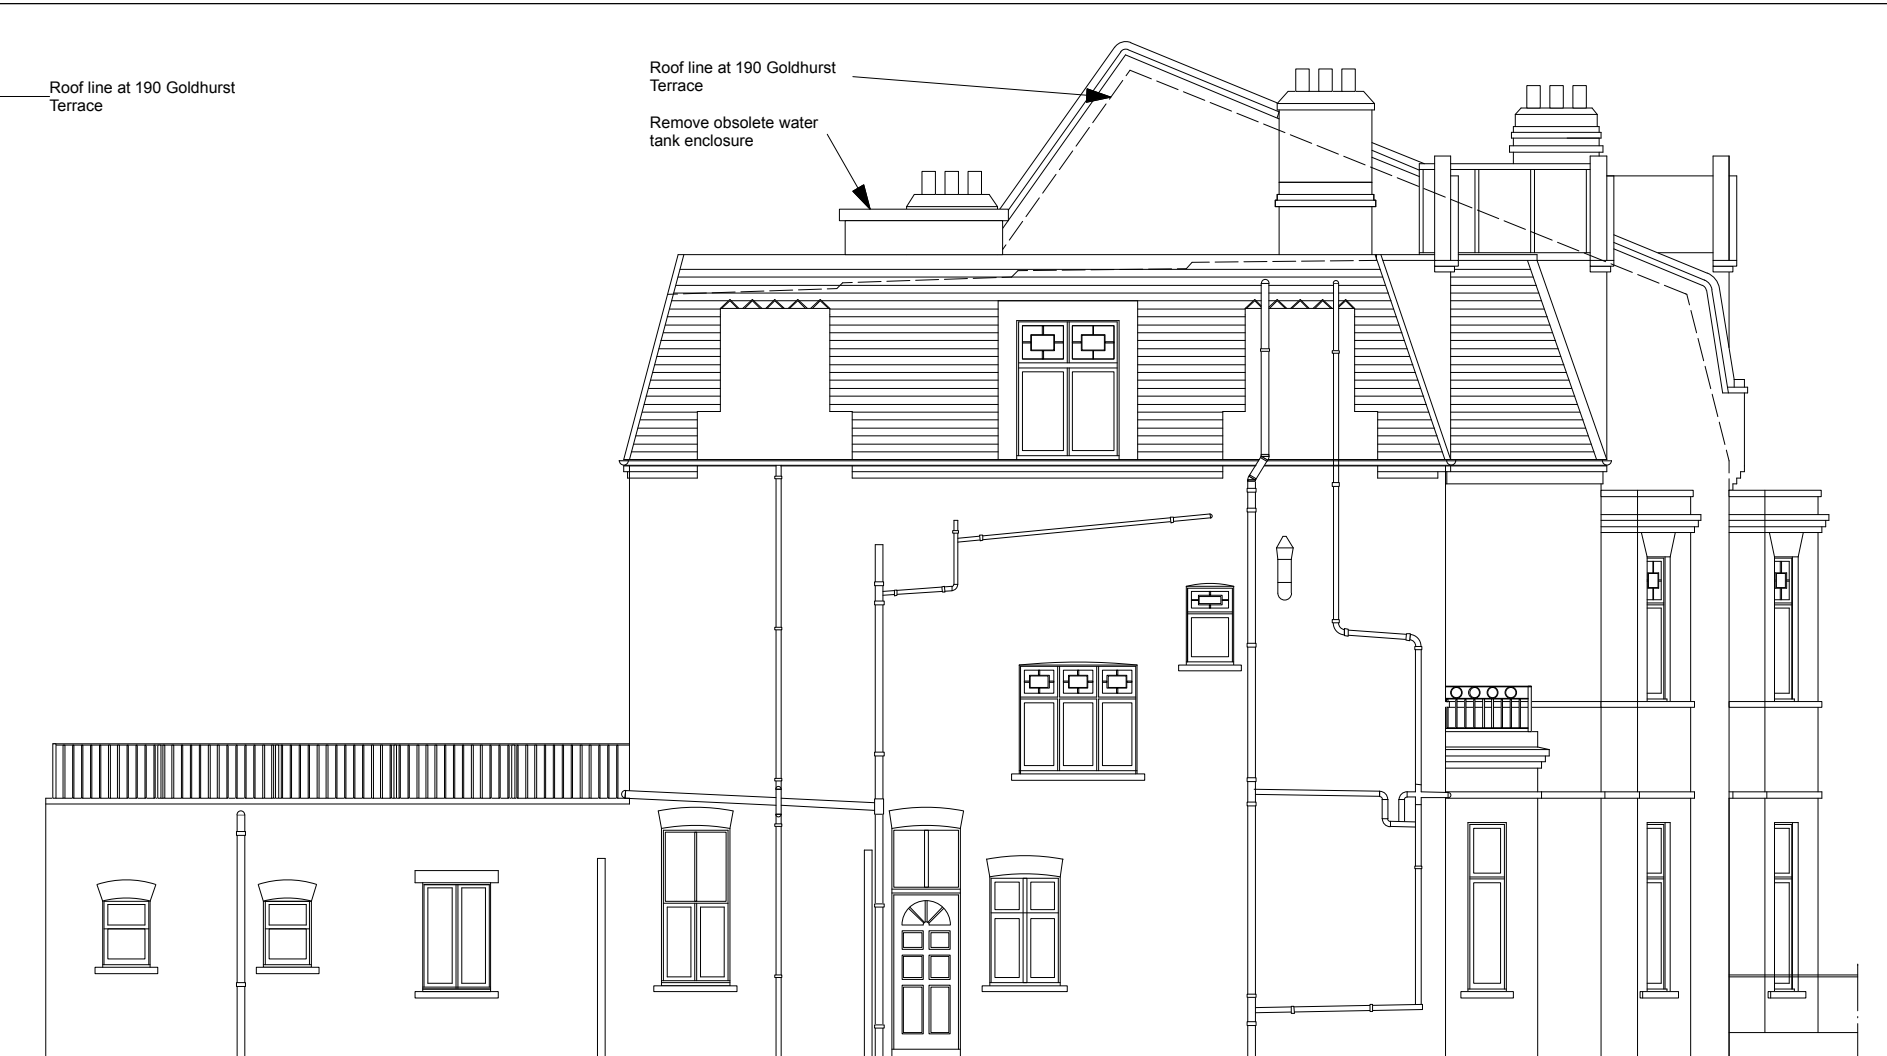 Roof line at 190 Goldhurst
Terrace
Roof line at 190 Goldhurst
Terrace
Remove obsolete water
tank enclosure